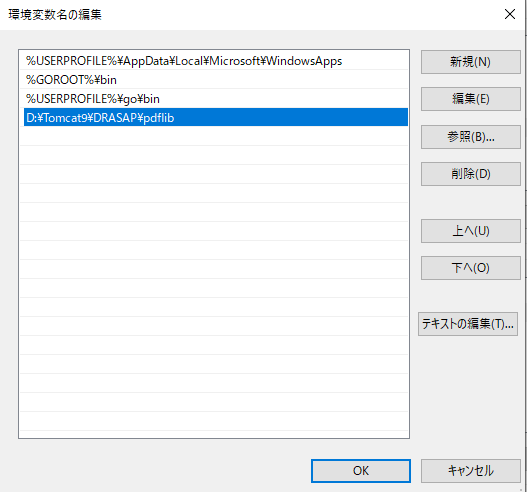 環境変数名の編集
%USERPROFILE%¥AppData¥Local¥Microsoft¥WindowsApps
%GOROOT%¥bin
%USERPROFILE%¥go¥bin
D:¥Tomcat9¥DRASAP¥pdflib
新規(N)
編集(E)
参照(B)...
削除(D)
上へ(U)
下へ(O)
テキストの編集(T)...
OK
キャンセル